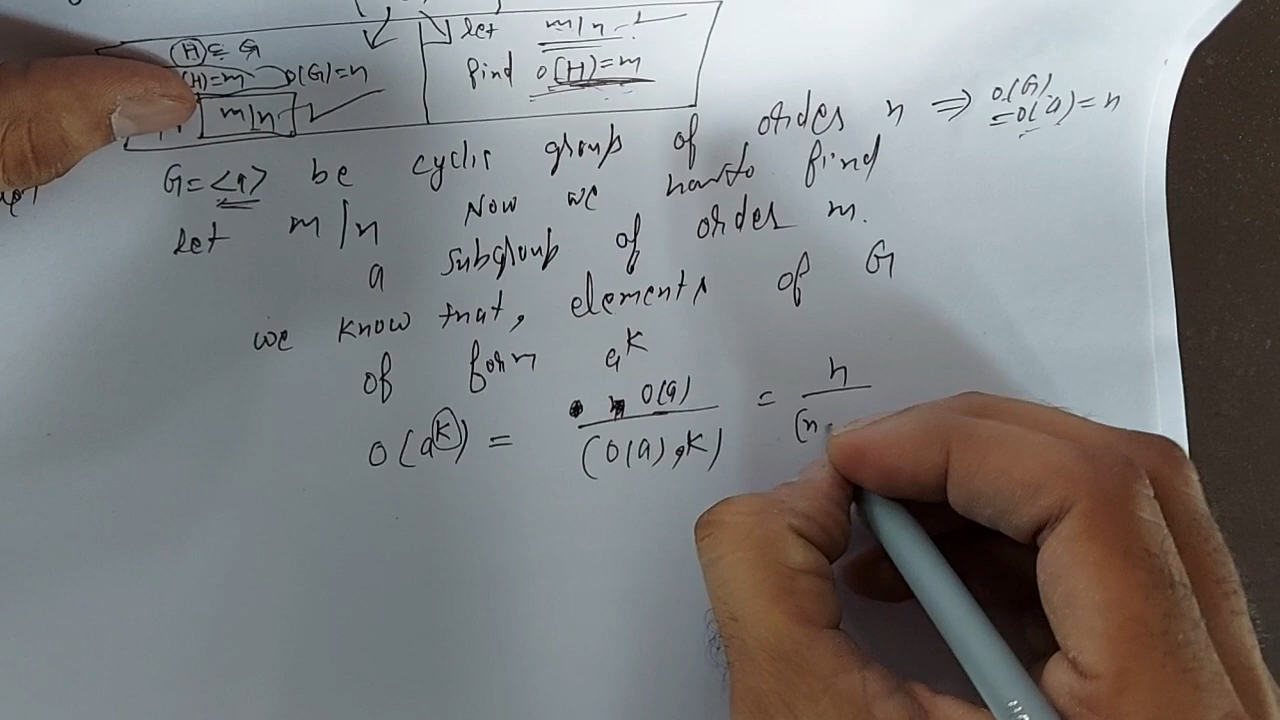 (H) ⊆ G
(H)=m o(G)=n
m/n
let m/n
find o(H)=m
G=<a> be cyclic group of order n ⇒ o(G) = o(a) = n
let m/n Now we have to find
a subgroup of order m.
we know that, elements of G
of form a^k
o(a^k) = o(a) / (o(a), k) = n / (n